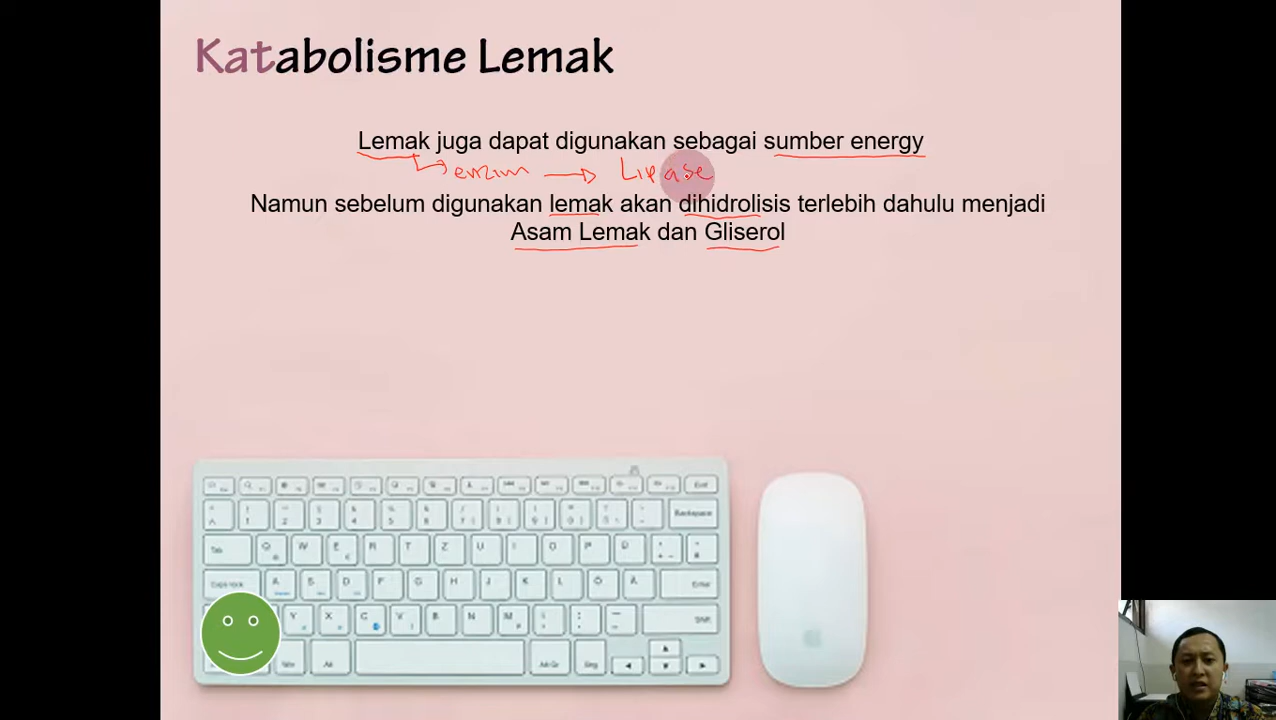 Katabolisme Lemak
Lemak juga dapat digunakan sebagai sumber energy
enzim → Lipase
Namun sebelum digunakan lemak akan dihidrolisis terlebih dahulu menjadi
Asam Lemak dan Gliserol